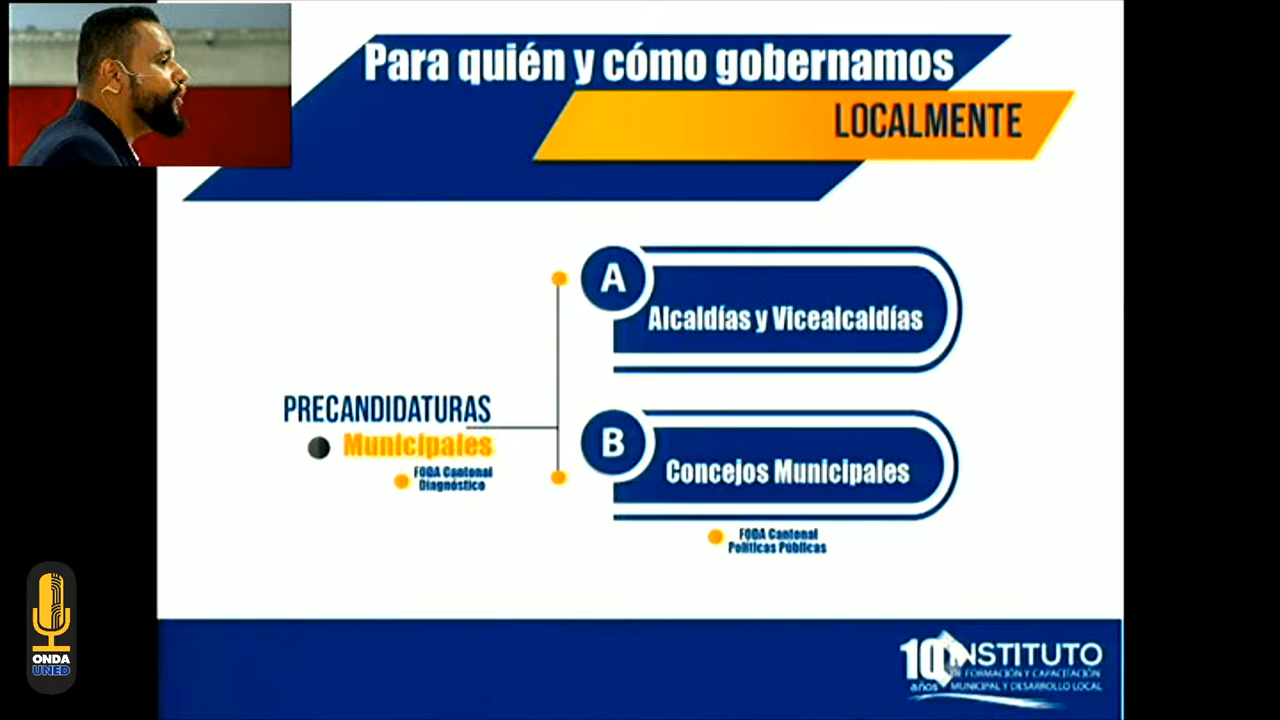 Para quién y cómo gobernamos
LOCALMENTE
A
Alcaldías y Vicealcaldías
PRECANDIDATURAS
Municipales
FODA Cantonal
Diagnóstico
B
Concejos Municipales
FODA Cantonal
Políticas Públicas
ONDA
UNED
10 años
INSTITUTO
DE FORMACIÓN Y CAPACITACIÓN
MUNICIPAL Y DESARROLLO LOCAL